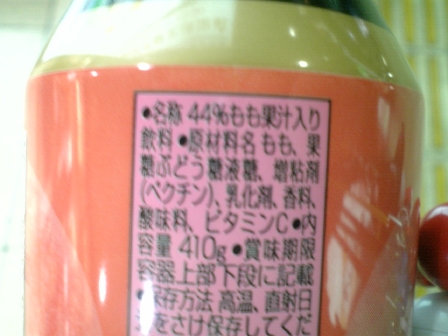 •名称 44%もも果汁入り
飲料 •原材料名 もも、果
糖ぶどう糖液糖、増粘剤
(ペクチン)、乳化剤、香料、
酸味料、ビタミンC •内
容量 410g •賞味期限
容器上部下段に記載
•保存方法 高温、直射日
をさけ保存してくだ